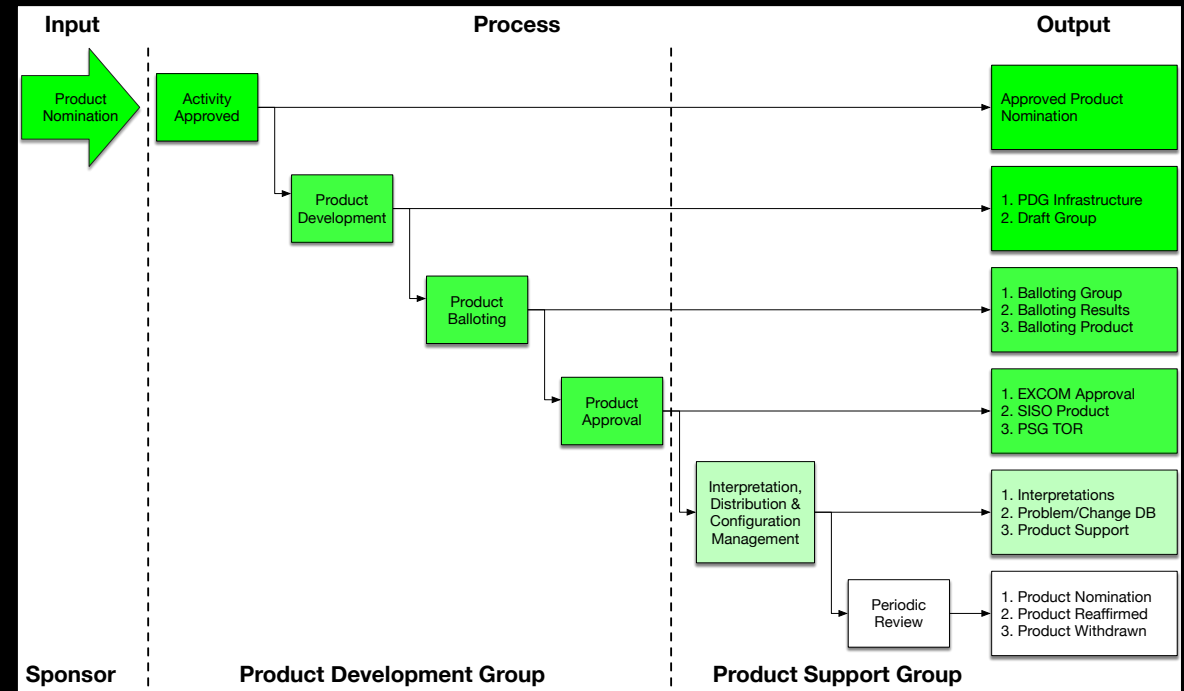 Input
Process
Output
Product
Nomination
Activity
Approved
Approved Product
Nomination
Product
Development
1. PDG Infrastructure
2. Draft Group
Product
Balloting
1. Balloting Group
2. Balloting Results
3. Balloting Product
Product
Approval
1. EXCOM Approval
2. SISO Product
3. PSG TOR
Interpretation,
Distribution &
Configuration
Management
1. Interpretations
2. Problem/Change DB
3. Product Support
Periodic
Review
1. Product Nomination
2. Product Reaffirmed
3. Product Withdrawn
Sponsor
Product Development Group
Product Support Group